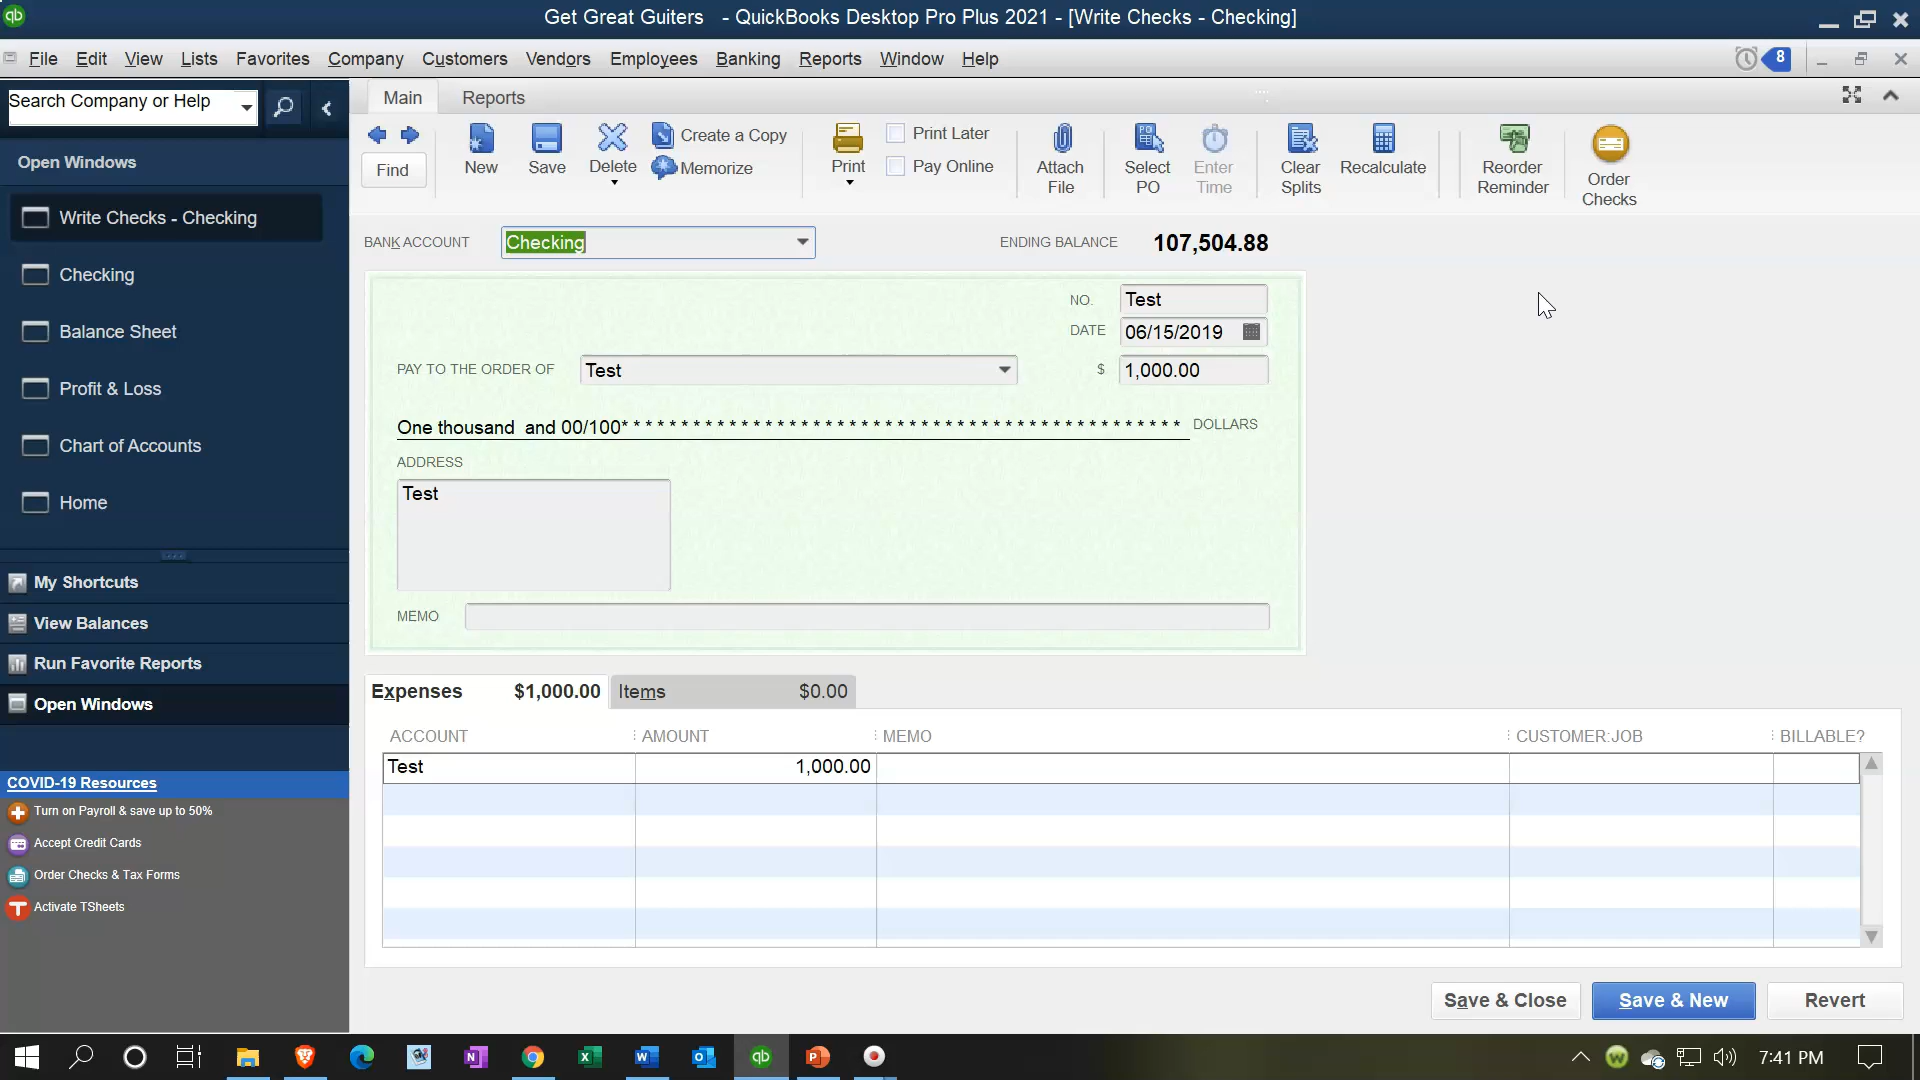 Get Great Guiters - QuickBooks Desktop Pro Plus 2021 - [Write Checks - Checking]
File Edit View Lists Favorites Company Customers Vendors Employees Banking Reports Window Help 8
Search Company or Help
Main Reports
Find
New
Save
Delete
Create a Copy
Memorize
Print
Print Later
Pay Online
Attach File
Select PO
Enter Time
Clear Splits
Recalculate
Reorder Reminder
Order Checks
Open Windows
Write Checks - Checking
Checking
Balance Sheet
Profit & Loss
Chart of Accounts
Home
My Shortcuts
View Balances
Run Favorite Reports
Open Windows
COVID-19 Resources
Turn on Payroll & save up to 50%
Accept Credit Cards
Order Checks & Tax Forms
Activate TSheets
BANK ACCOUNT Checking ENDING BALANCE 107,504.88
NO. Test
DATE 06/15/2019
PAY TO THE ORDER OF Test $ 1,000.00
One thousand and 00/100* * * * * * * * * * * * * * * * * * * * * * * * * * * * * * * * * * * * * * * * * * * * * * DOLLARS
ADDRESS
Test
MEMO
Expenses $1,000.00 Items $0.00
ACCOUNT AMOUNT MEMO CUSTOMER:JOB BILLABLE?
Test 1,000.00
Save & Close Save & New Revert
7:41 PM